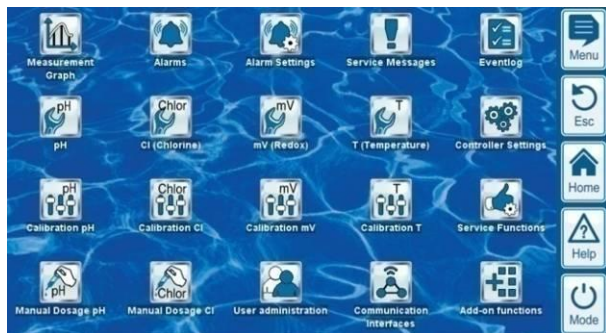 Measurement
Graph
Alarms
Alarm Settings
Service Messages
Eventlog
Menu
pH
pH
Chlor
Cl (Chlorine)
mV
mV (Redox)
T
T (Temperature)
Controller Settings
Esc
Home
pH
Calibration pH
Chlor
Calibration Cl
mV
Calibration mV
T
Calibration T
Service Functions
Help
pH
Manual Dosage pH
Chlor
Manual Dosage Cl
User administration
Communication
Interfaces
Add-on functions
Mode